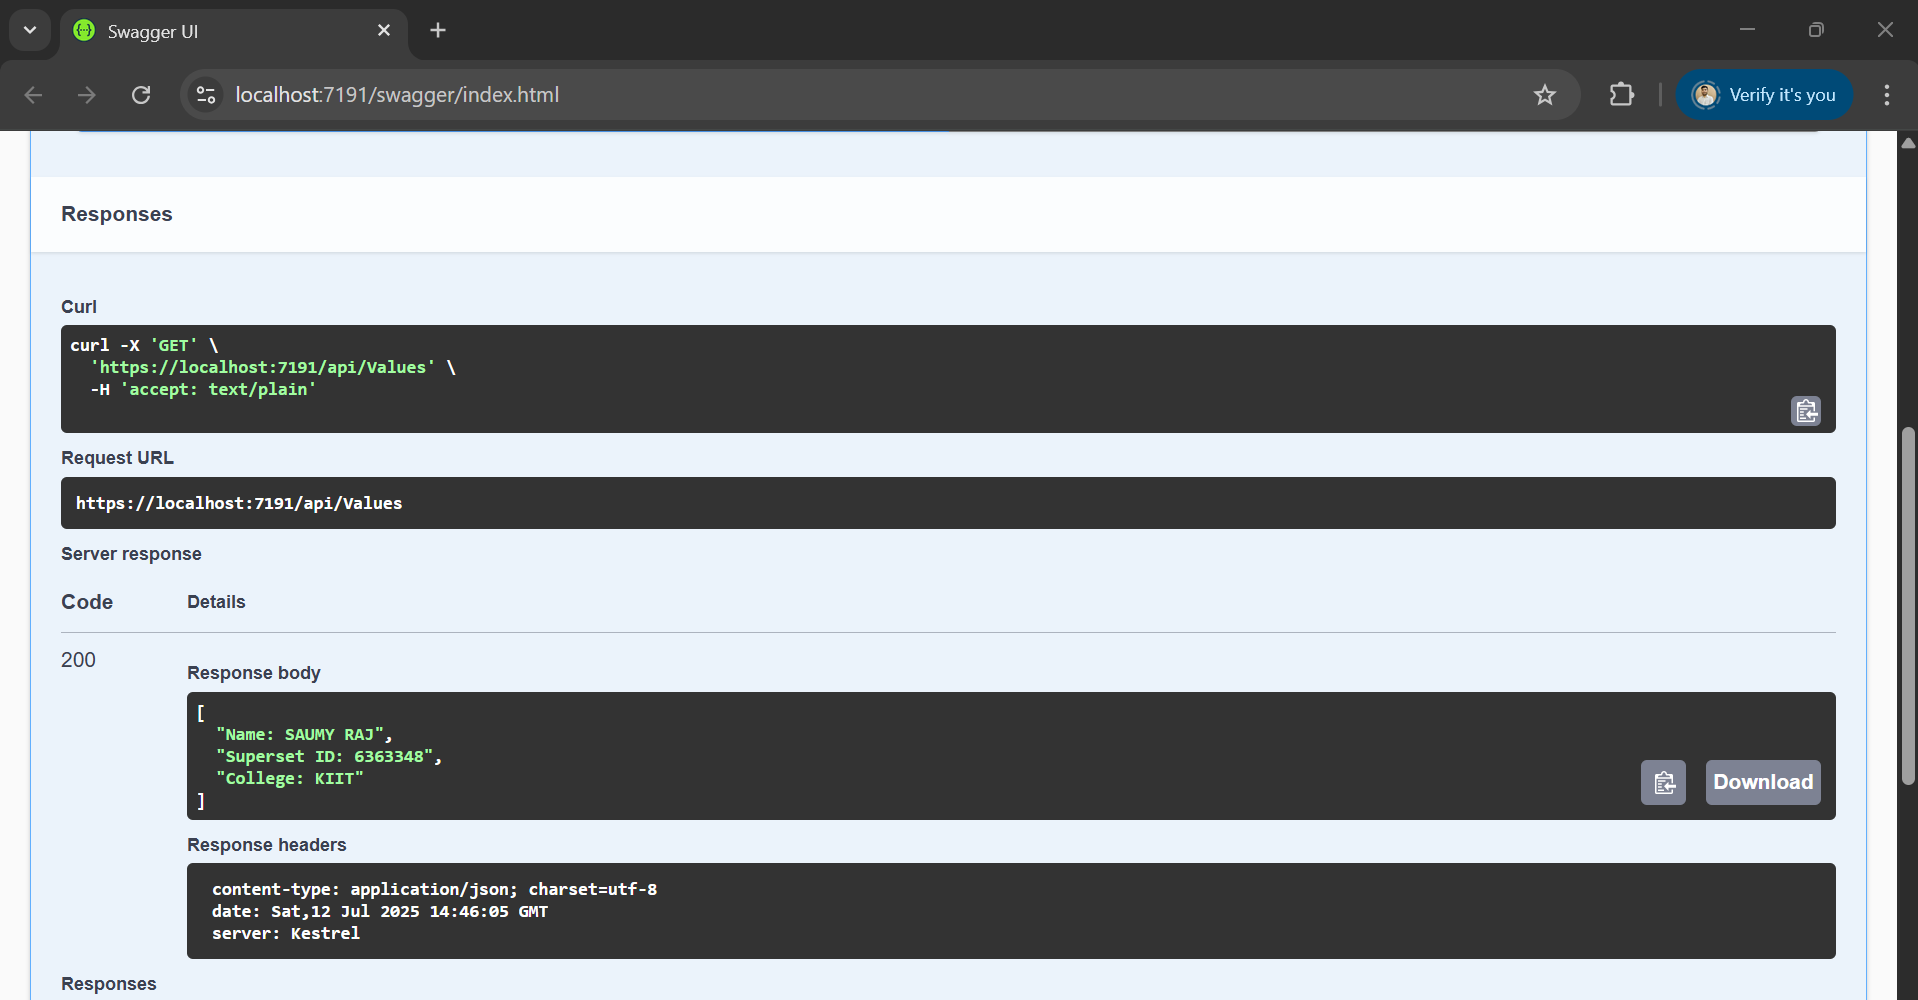 Swagger UI
localhost:7191/swagger/index.html
Verify it's you
Responses
Curl
curl -X 'GET' \
'https://localhost:7191/api/Values' \
-H 'accept: text/plain'
Request URL
https://localhost:7191/api/Values
Server response
Code Details
200
Response body
[
"Name: SAUMY RAJ",
"Superset ID: 6363348",
"College: KIIT"
]
Download
Response headers
content-type: application/json; charset=utf-8
date: Sat,12 Jul 2025 14:46:05 GMT
server: Kestrel
Responses